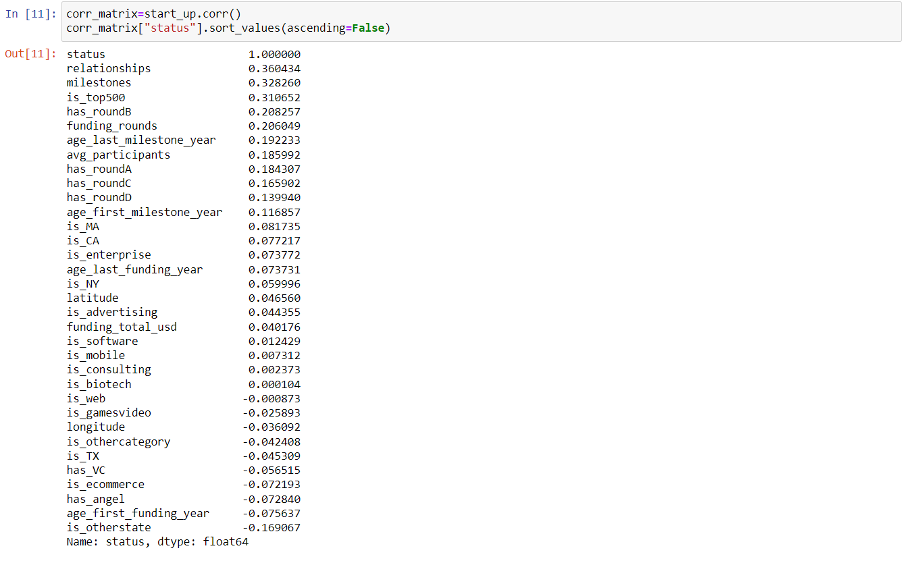 In [11]: corr_matrix=start_up.corr()
corr_matrix["status"].sort_values(ascending=False)
Out[11]: status 1.000000
relationships 0.360434
milestones 0.328260
is_top500 0.310652
has_roundB 0.208257
funding_rounds 0.206049
age_last_milestone_year 0.192233
avg_participants 0.185992
has_roundA 0.184307
has_roundC 0.165902
has_roundD 0.139940
age_first_milestone_year 0.116857
is_MA 0.081735
is_CA 0.077217
is_enterprise 0.073772
age_last_funding_year 0.073731
is_NY 0.059996
latitude 0.046560
is_advertising 0.044355
funding_total_usd 0.040176
is_software 0.012429
is_mobile 0.007312
is_consulting 0.002373
is_biotech 0.000104
is_web -0.000873
is_gamesvideo -0.025893
longitude -0.036092
is_othercategory -0.042408
is_TX -0.045309
has_VC -0.056515
is_ecommerce -0.072193
has_angel -0.072840
age_first_funding_year -0.075637
is_otherstate -0.169067
Name: status, dtype: float64